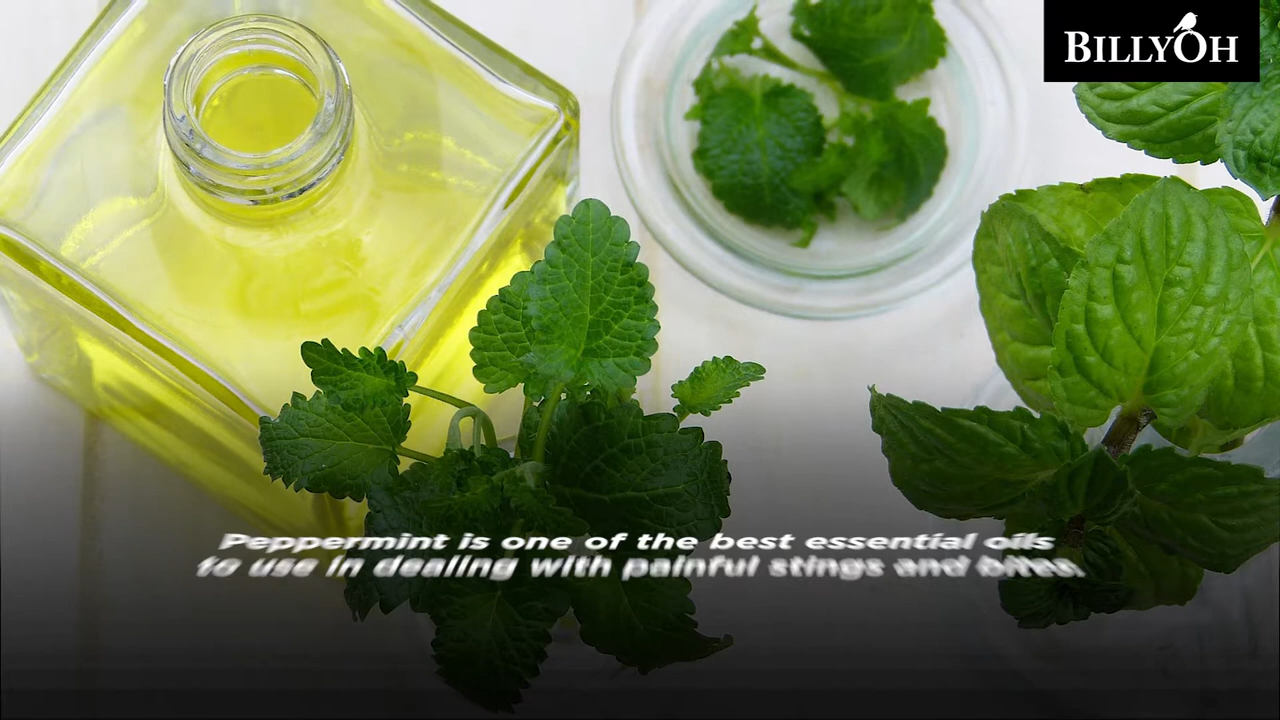 BILLYOH
Peppermint is one of the best essential oils
to use in dealing with painful stings and bites.